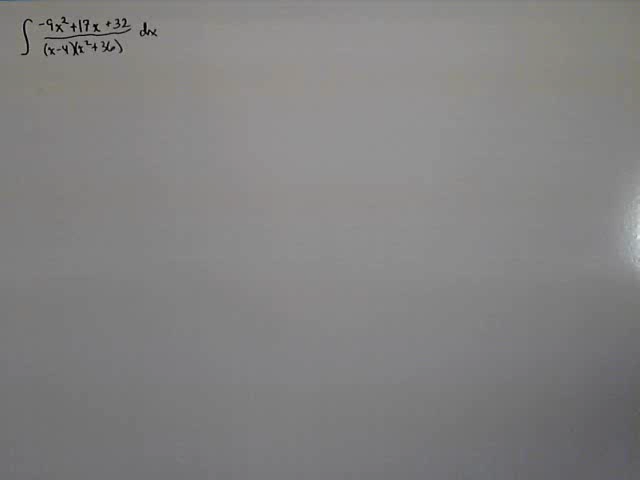 ∫ (-9x² + 17x + 32)/((x-4)(x²+36)) dx